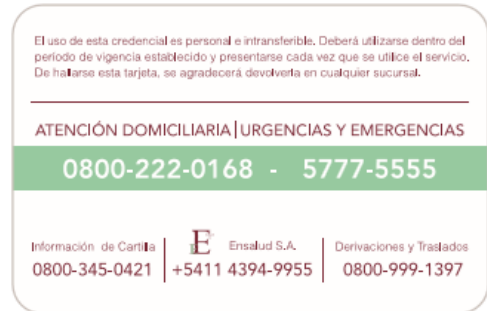 El uso de esta credencial es personal e intransferible. Deberá utilizarse dentro del
período de vigencia establecido y presentarse cada vez que se utilice el servicio.
De hallarse esta tarjeta, se agradecerá devolverla en cualquier sucursal.
ATENCIÓN DOMICILIARIA | URGENCIAS Y EMERGENCIAS
0800-222-0168 - 5777-5555
Información de Cartilla
0800-345-0421
E Ensalud S.A.
+5411 4394-9955
Derivaciones y Traslados
0800-999-1397